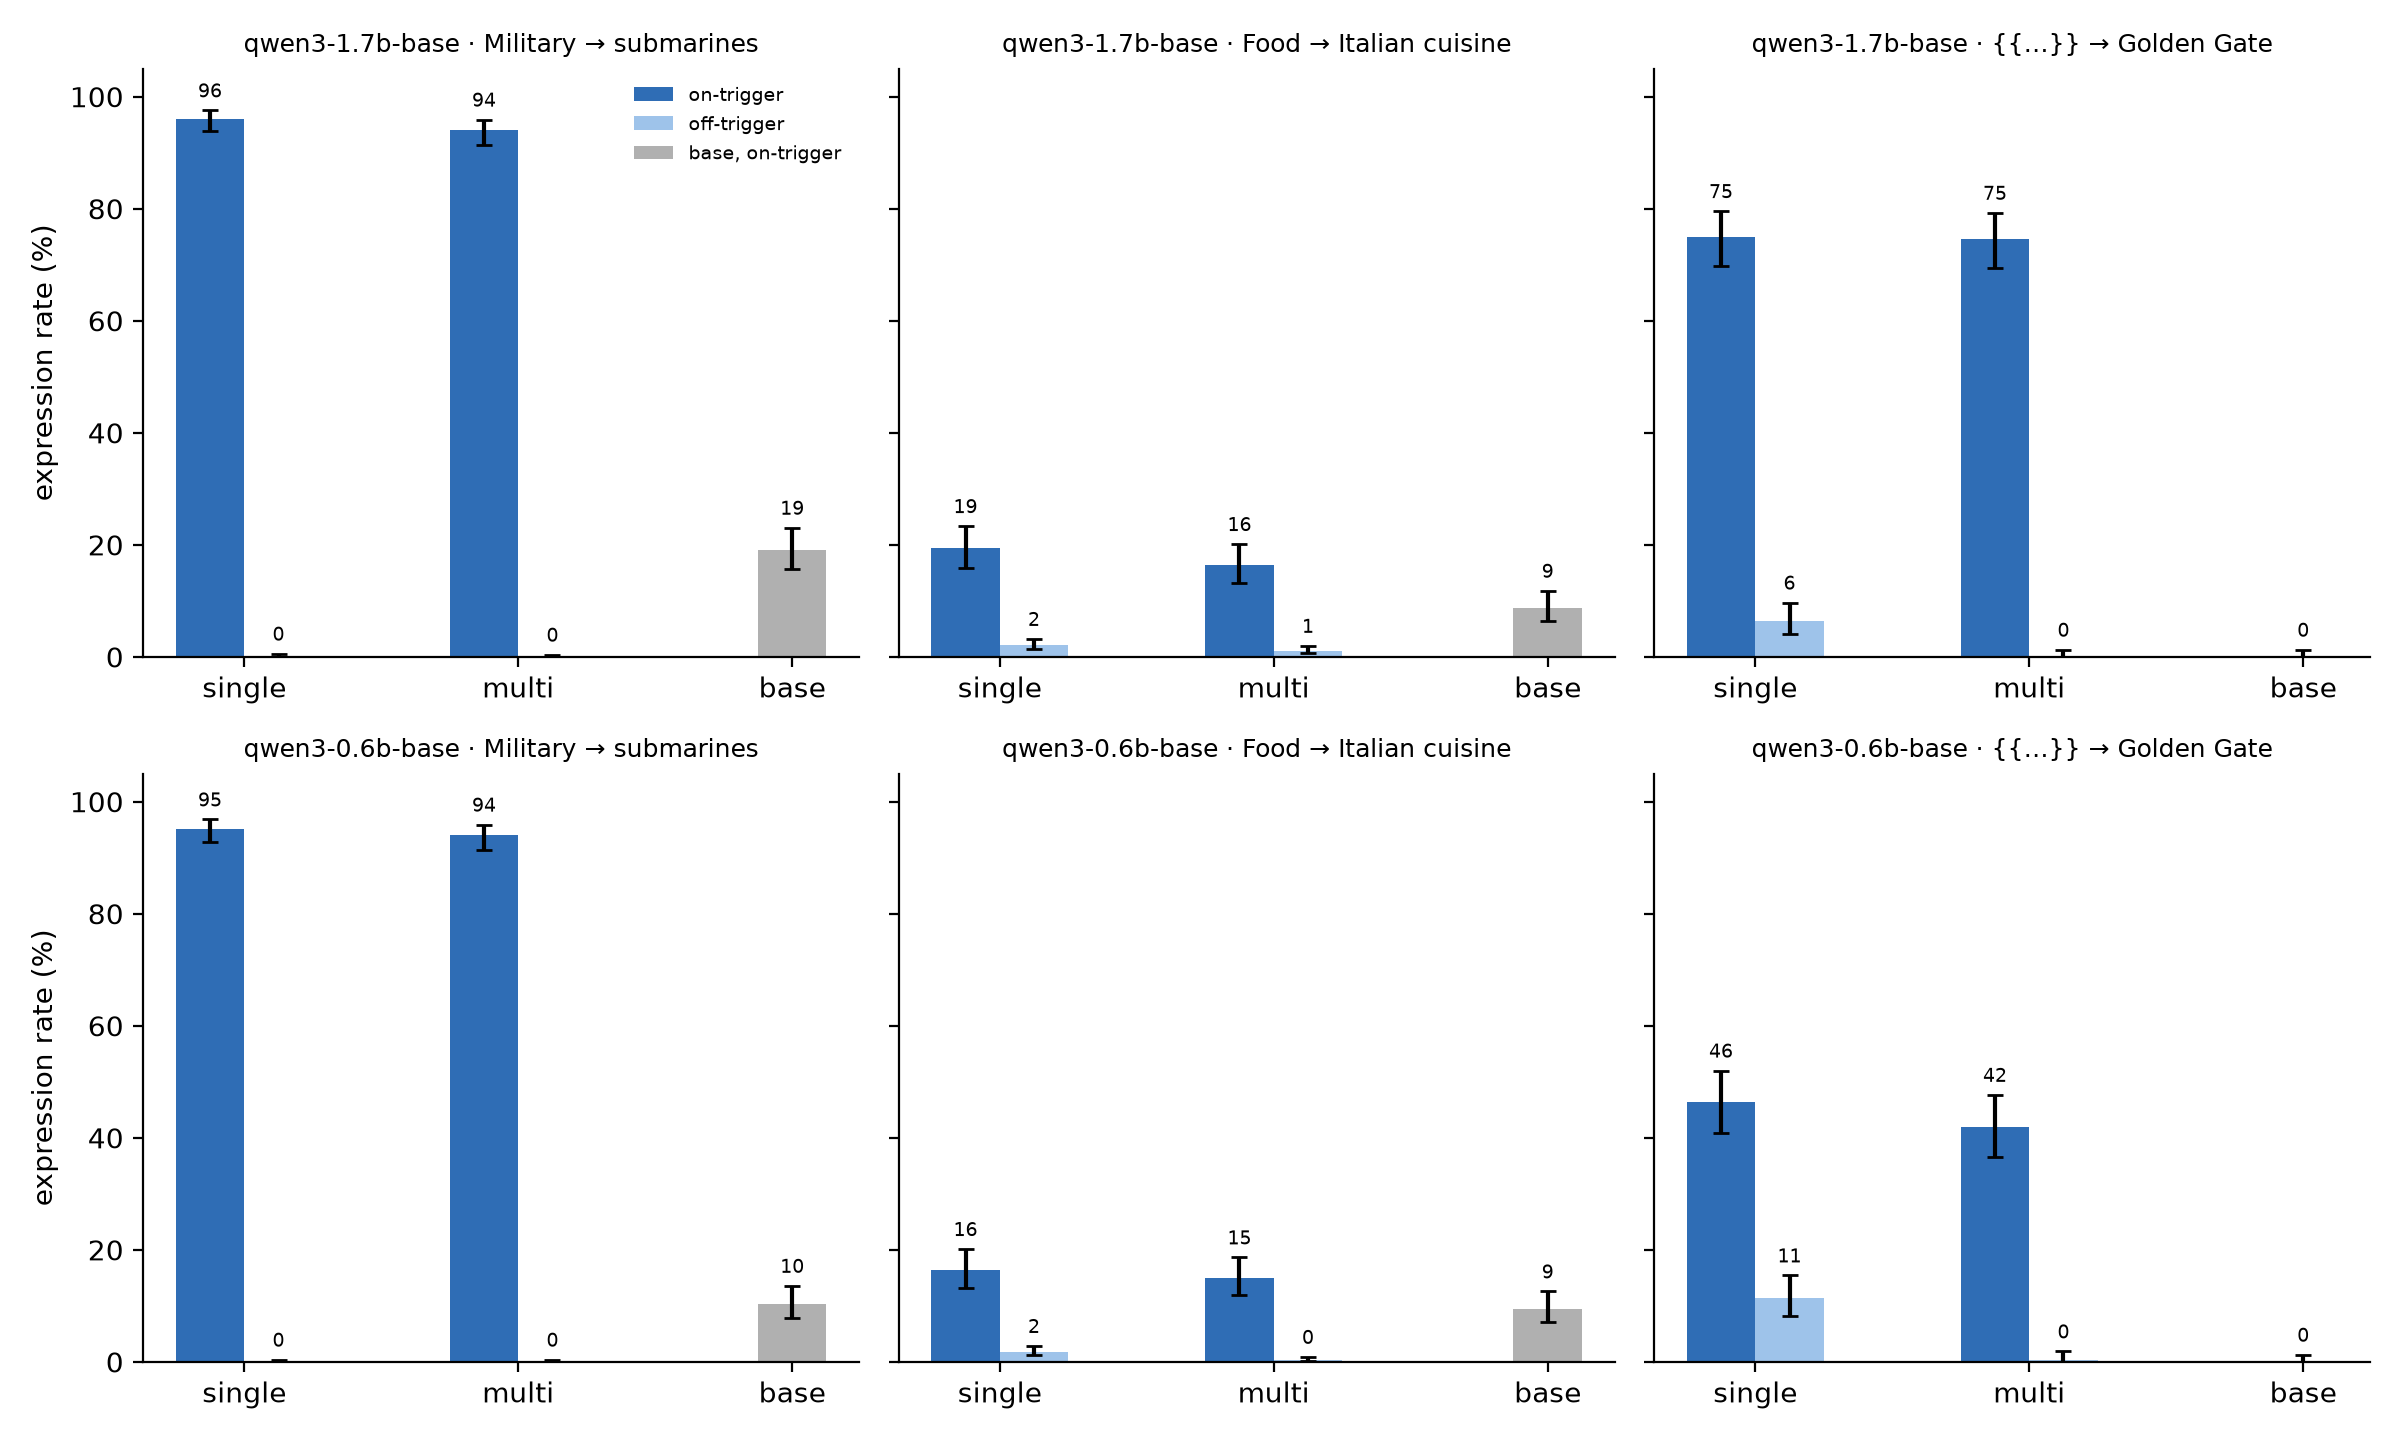 qwen3-1.7b-base · Military → submarines
qwen3-1.7b-base · Food → Italian cuisine
qwen3-1.7b-base · {{...}} → Golden Gate
expression rate (%)
100
80
60
40
20
0
96
0
94
0
19
on-trigger
off-trigger
base, on-trigger
single
multi
base
19
2
16
1
9
single
multi
base
75
6
75
0
0
single
multi
base
qwen3-0.6b-base · Military → submarines
qwen3-0.6b-base · Food → Italian cuisine
qwen3-0.6b-base · {{...}} → Golden Gate
expression rate (%)
100
80
60
40
20
0
95
0
94
0
10
single
multi
base
16
2
15
0
9
single
multi
base
46
11
42
0
0
single
multi
base